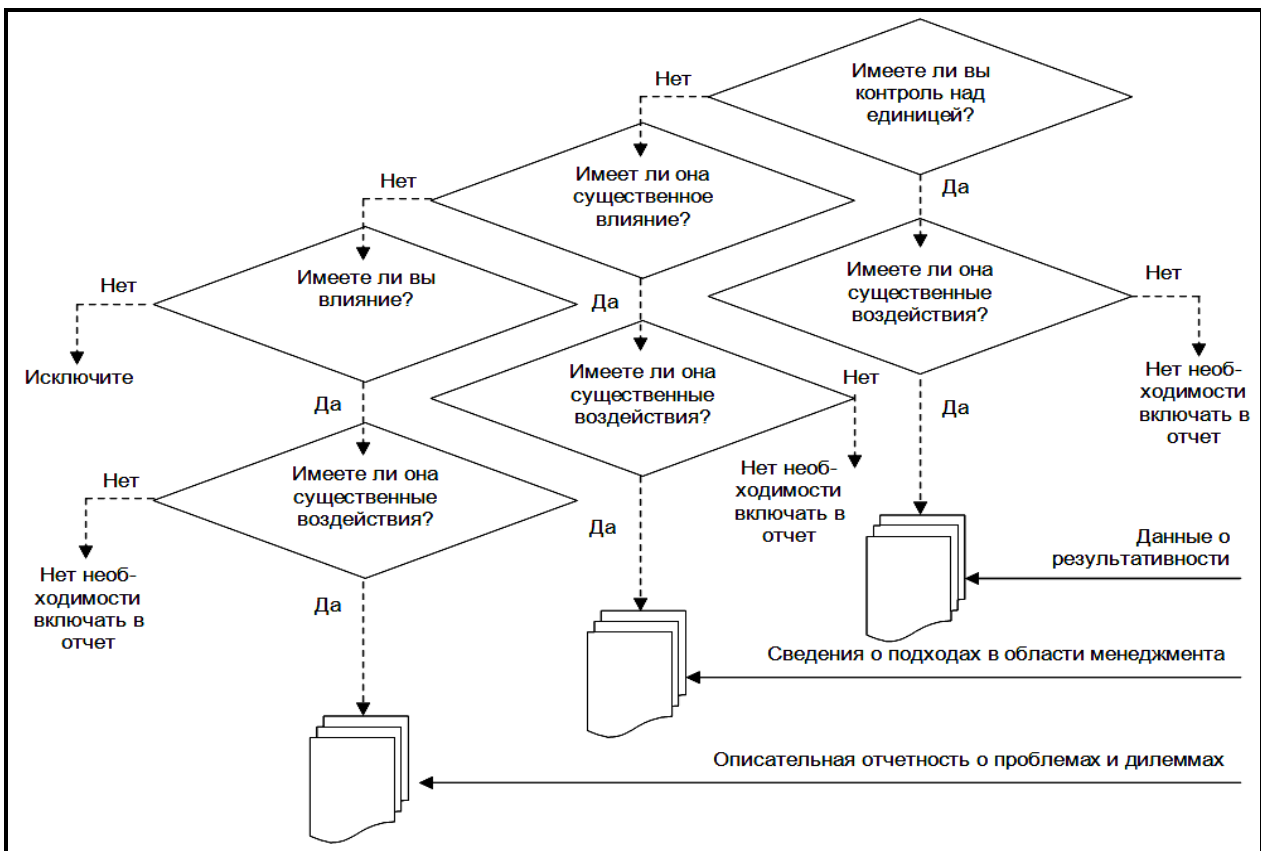 Имеете ли вы
контроль над
единицей?
Нет
Да
Имеет ли она
существенное
влияние?
Нет
Да
Имеете ли она
существенные
воздействия?
Нет
Да
Имеете ли вы
влияние?
Нет
Да
Исключите
Имеете ли она
существенные
воздействия?
Нет
Да
Нет необ-
ходимости
включать в
отчет
Имеете ли она
существенные
воздействия?
Нет
Да
Нет необ-
ходимости
включать в
отчет
Нет необ-
ходимости
включать в
отчет
Данные о
результативности
Сведения о подходах в области менеджмента
Описательная отчетность о проблемах и дилеммах